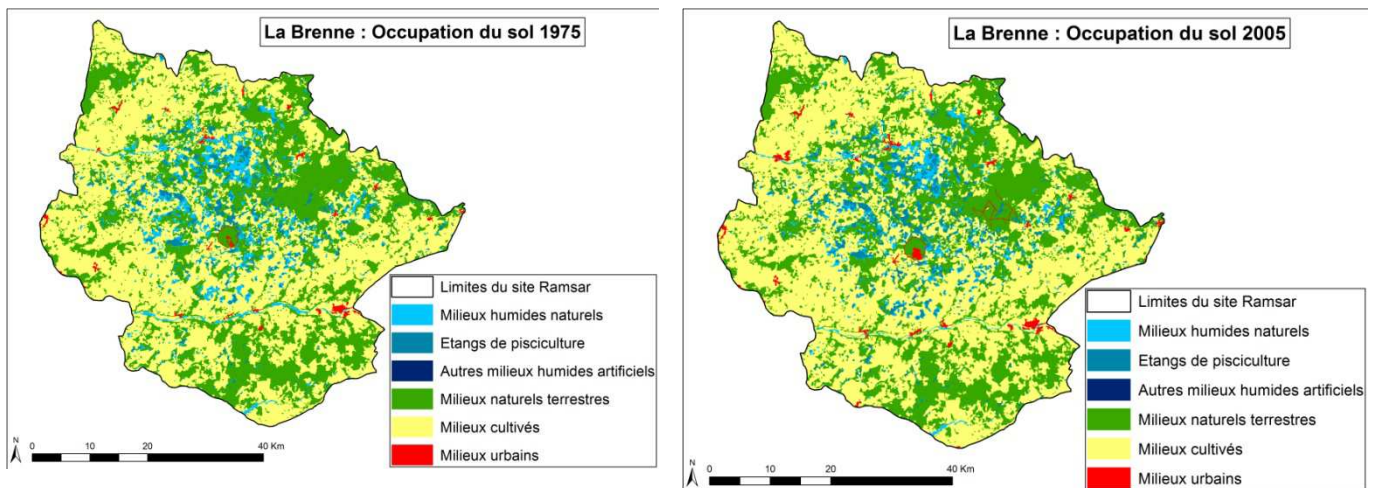 La Brenne : Occupation du sol 1975
Limites du site Ramsar
Milieux humides naturels
Etangs de pisciculture
Autres milieux humides artificiels
Milieux naturels terrestres
Milieux cultivés
Milieux urbains
N
0 10 20 40 Km
La Brenne : Occupation du sol 2005
Limites du site Ramsar
Milieux humides naturels
Etangs de pisciculture
Autres milieux humides artificiels
Milieux naturels terrestres
Milieux cultivés
Milieux urbains
N
0 10 20 40 Km